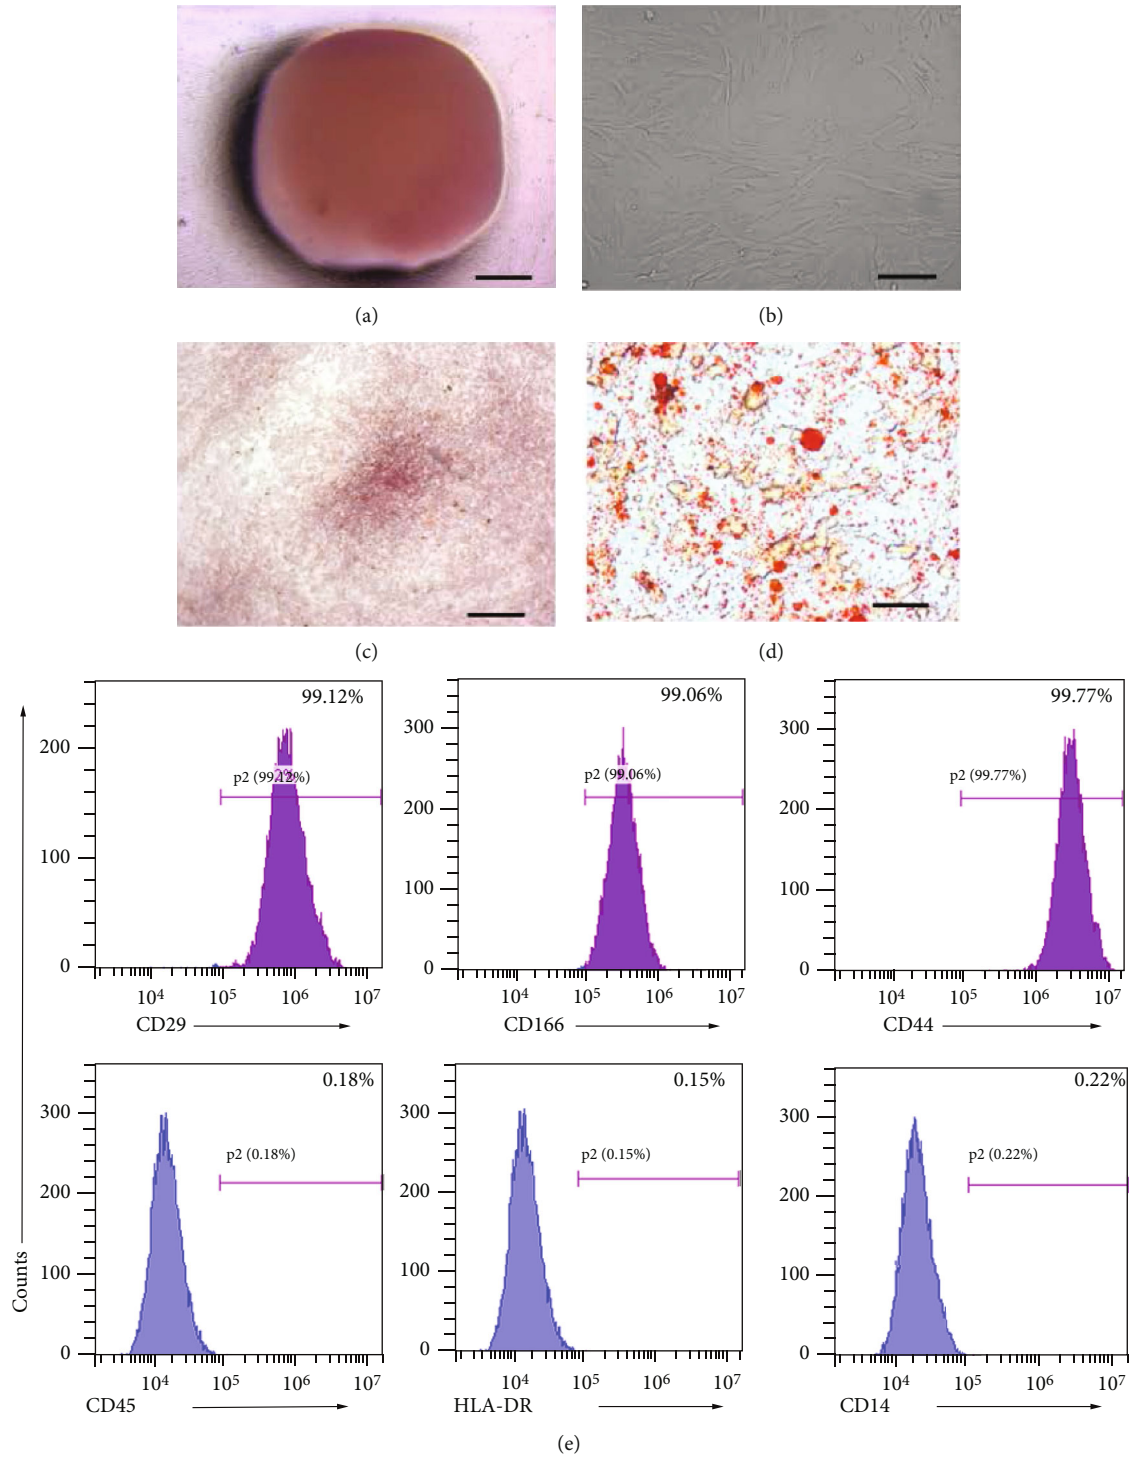 (a)
(b)
(c)
(d)
99.12%
p2 (99.12%)
200
100
0
10⁴ 10⁵ 10⁶ 10⁷
CD29
99.06%
p2 (99.06%)
300
200
100
0
10⁴ 10⁵ 10⁶ 10⁷
CD166
99.77%
p2 (99.77%)
300
200
100
0
10⁴ 10⁵ 10⁶ 10⁷
CD44
0.18%
p2 (0.18%)
300
200
100
0
10⁴ 10⁵ 10⁶ 10⁷
CD45
0.15%
p2 (0.15%)
300
200
100
0
10⁴ 10⁵ 10⁶ 10⁷
HLA-DR
0.22%
p2 (0.22%)
300
200
100
0
10⁴ 10⁵ 10⁶ 10⁷
CD14
Counts
(e)